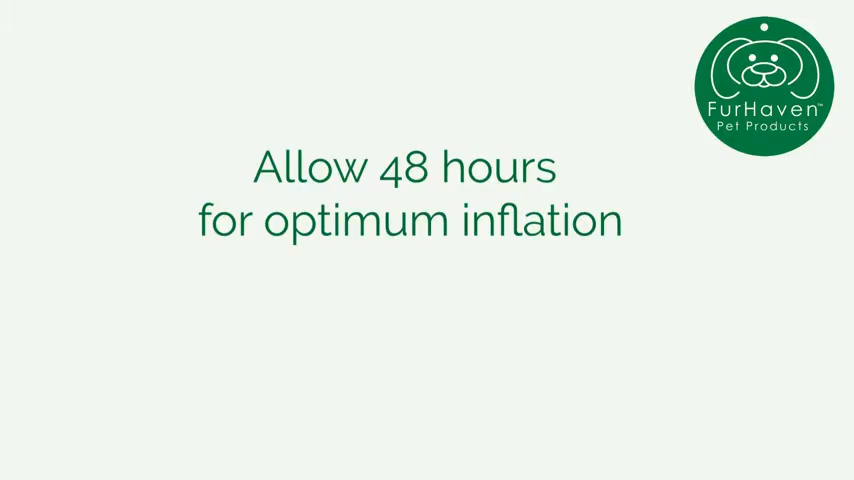 FurHaven™
Pet Products
Allow 48 hours
for optimum inflation